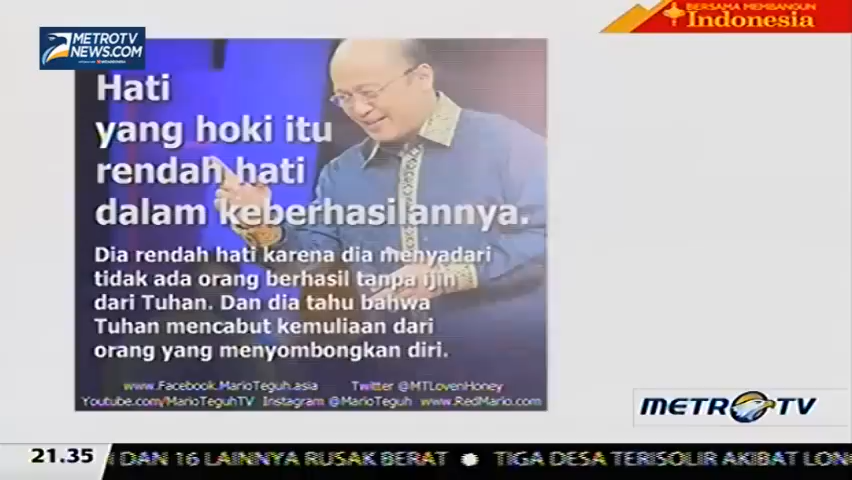 METROTV
NEWS.COM
BERSAMA MEMBANGUN
Indonesia
Hati
yang hoki itu
rendah hati
dalam keberhasilannya.
Dia rendah hati karena dia menyadari
tidak ada orang berhasil tanpa ijin
dari Tuhan. Dan dia tahu bahwa
Tuhan mencabut kemuliaan dari
orang yang menyombongkan diri.
www.Facebook.MarioTeguh.asia Twitter @MTLovenHoney
Youtube.com/MarioTeguhTV Instagram @MarioTeguh www.RedMario.com
METROTV
21.35 DAN 16 LAINNYA RUSAK BERAT TIGA DESA TERISOLIR AKIBAT